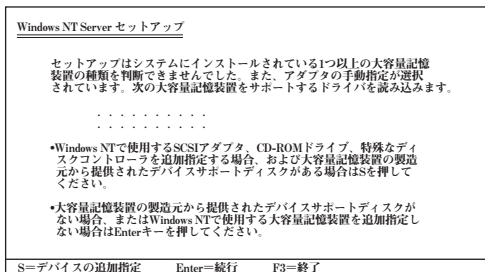 Windows NT Server セットアップ
セットアップはシステムにインストールされている1つ以上の大容量記憶
装置の種類を判断できませんでした。また、アダプタの手動指定が選択
されています。次の大容量記憶装置をサポートするドライバを読み込みます。
. . . . . . . . . .
. . . . . . . . . .
•Windows NTで使用するSCSIアダプタ、CD-ROMドライブ、特殊なディ
スクコントローラを追加指定する場合、および大容量記憶装置の製造
元から提供されたデバイスサポートディスクがある場合はSを押して
ください。
•大容量記憶装置の製造元から提供されたデバイスサポートディスクが
ない場合、またはWindows NTで使用する大容量記憶装置を追加指定し
ない場合はEnterキーを押してください。
S=デバイスの追加指定 Enter=続行 F3=終了